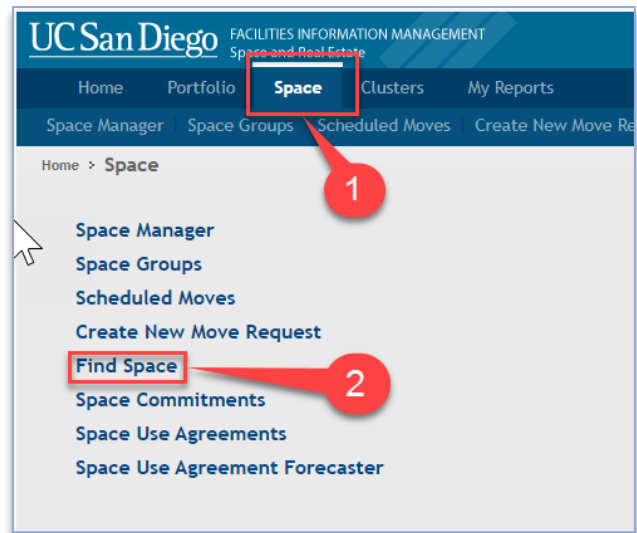 UC San Diego FACILITIES INFORMATION MANAGEMENT
Space and Real Estate
Home Portfolio Space Clusters My Reports
Space Manager Space Groups Scheduled Moves Create New Move Re
Home > Space
1
Space Manager
Space Groups
Scheduled Moves
Create New Move Request
Find Space
2
Space Commitments
Space Use Agreements
Space Use Agreement Forecaster